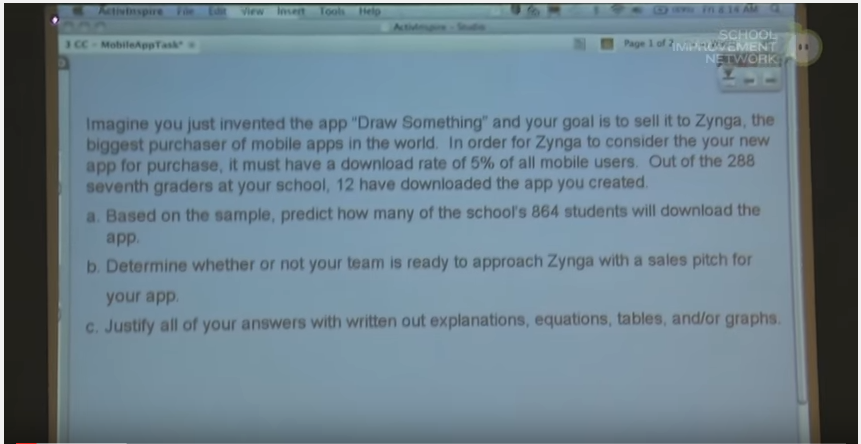 ActivInspire File Edit View Insert Tools Help Fri 8:14 AM
ActivInspire - Studio
3 CC - MobileAppTask* Page 1 of 2
SCHOOL
IMPROVEMENT
NETWORK
Imagine you just invented the app "Draw Something" and your goal is to sell it to Zynga, the
biggest purchaser of mobile apps in the world. In order for Zynga to consider the your new
app for purchase, it must have a download rate of 5% of all mobile users. Out of the 288
seventh graders at your school, 12 have downloaded the app you created.
a. Based on the sample, predict how many of the school's 864 students will download the
app.
b. Determine whether or not your team is ready to approach Zynga with a sales pitch for
your app.
c. Justify all of your answers with written out explanations, equations, tables, and/or graphs.